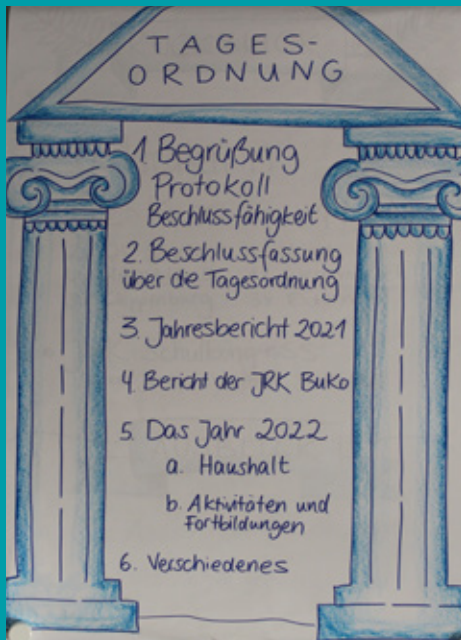 TAGES-
ORDNUNG
1. Begrüßung
Protokoll
Beschlussfähigkeit
2. Beschlussfassung
über die Tagesordnung
3. Jahresbericht 2021
4. Bericht der JRK Buko
5. Das Jahr 2022
a. Haushalt
b. Aktivitäten und
Fortbildungen
6. Verschiedenes